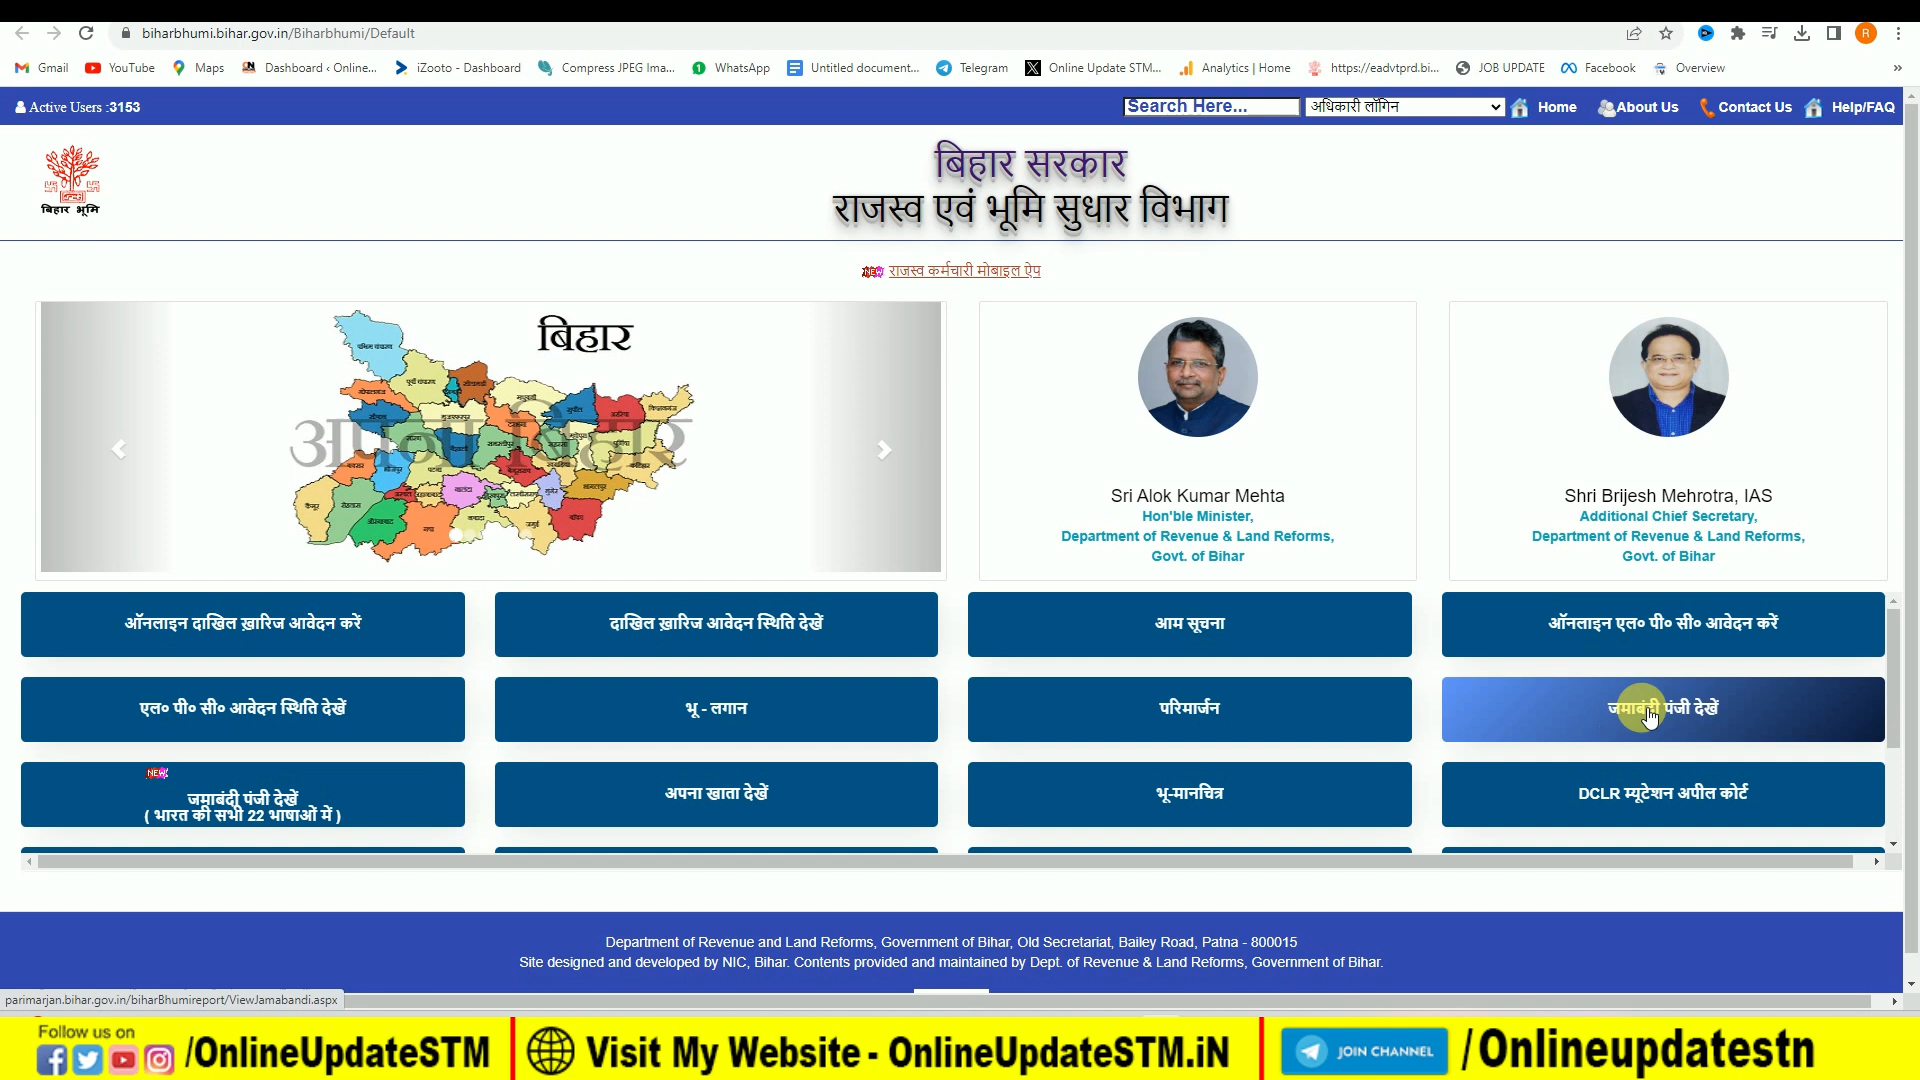 biharbhumi.bihar.gov.in/Biharbhumi/Default
R
Gmail
YouTube
Maps
Dashboard ‹ Online...
iZooto - Dashboard
Compress JPEG Ima...
WhatsApp
Untitled document...
Telegram
Online Update STM...
Analytics | Home
https://eadvtprd.bi...
JOB UPDATE
Facebook
Overview
»
Active Users :3153
Search Here...
अधिकारी लॉगिन
Home
About Us
Contact Us
Help/FAQ
बिहार भूमि
बिहार सरकार
राजस्व एवं भूमि सुधार विभाग
NEW राजस्व कर्मचारी मोबाइल ऐप
बिहार
अपना बिहार
Sri Alok Kumar Mehta
Hon'ble Minister,
Department of Revenue & Land Reforms,
Govt. of Bihar
Shri Brijesh Mehrotra, IAS
Additional Chief Secretary,
Department of Revenue & Land Reforms,
Govt. of Bihar
ऑनलाइन दाखिल ख़ारिज आवेदन करें
दाखिल ख़ारिज आवेदन स्थिति देखें
आम सूचना
ऑनलाइन एल० पी० सी० आवेदन करें
एल० पी० सी० आवेदन स्थिति देखें
भू - लगान
परिमार्जन
जमाबंदी पंजी देखें
NEW
जमाबंदी पंजी देखें
( भारत की सभी 22 भाषाओं में )
अपना खाता देखें
भू-मानचित्र
DCLR म्यूटेशन अपील कोर्ट
Department of Revenue and Land Reforms, Government of Bihar, Old Secretariat, Bailey Road, Patna - 800015
Site designed and developed by NIC, Bihar. Contents provided and maintained by Dept. of Revenue & Land Reforms, Government of Bihar.
parimarjan.bihar.gov.in/biharBhumireport/ViewJamabandi.aspx
Follow us on
/OnlineUpdateSTM
Visit My Website - OnlineUpdateSTM.iN
JOIN CHANNEL
/Onlineupdatestn